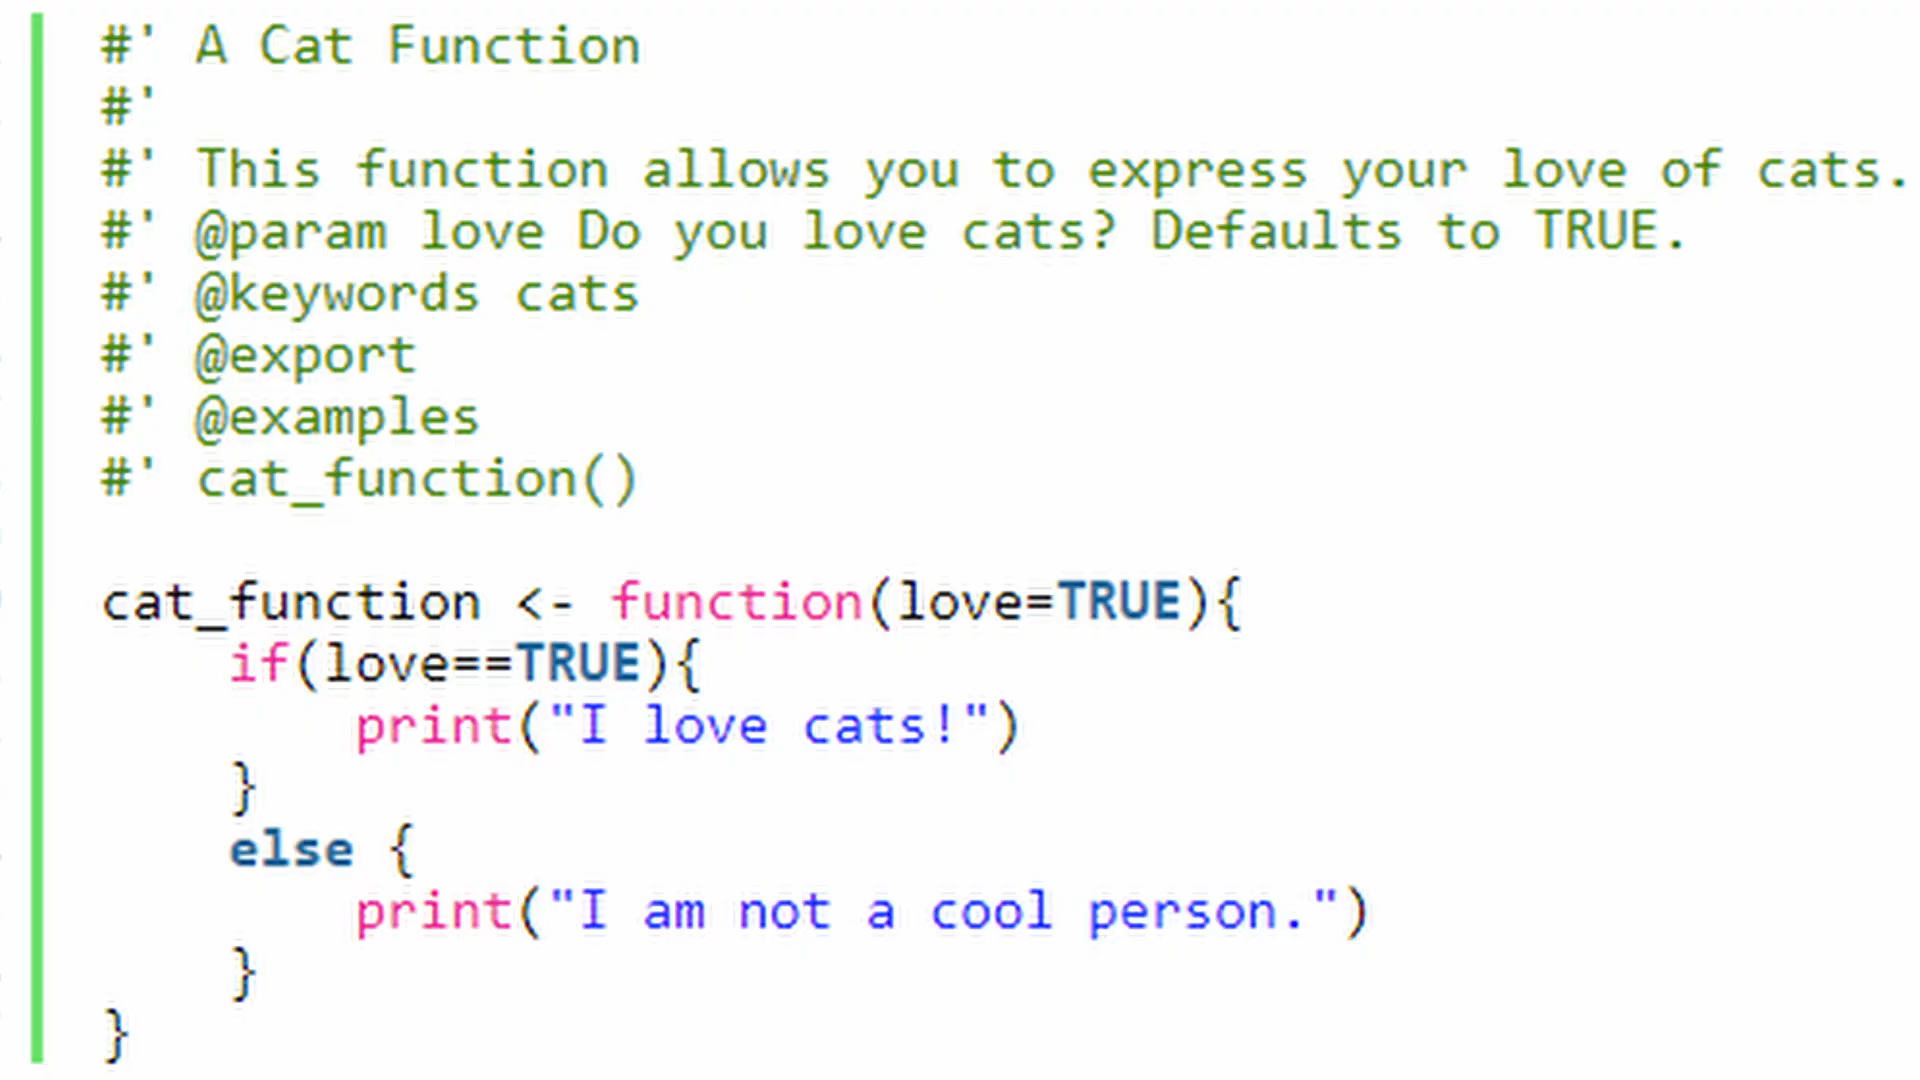 #' A Cat Function
#'
#' This function allows you to express your love of cats.
#' @param love Do you love cats? Defaults to TRUE.
#' @keywords cats
#' @export
#' @examples
#' cat_function()
cat_function <- function(love=TRUE){
    if(love==TRUE){
        print("I love cats!")
    }
    else {
        print("I am not a cool person.")
    }
}